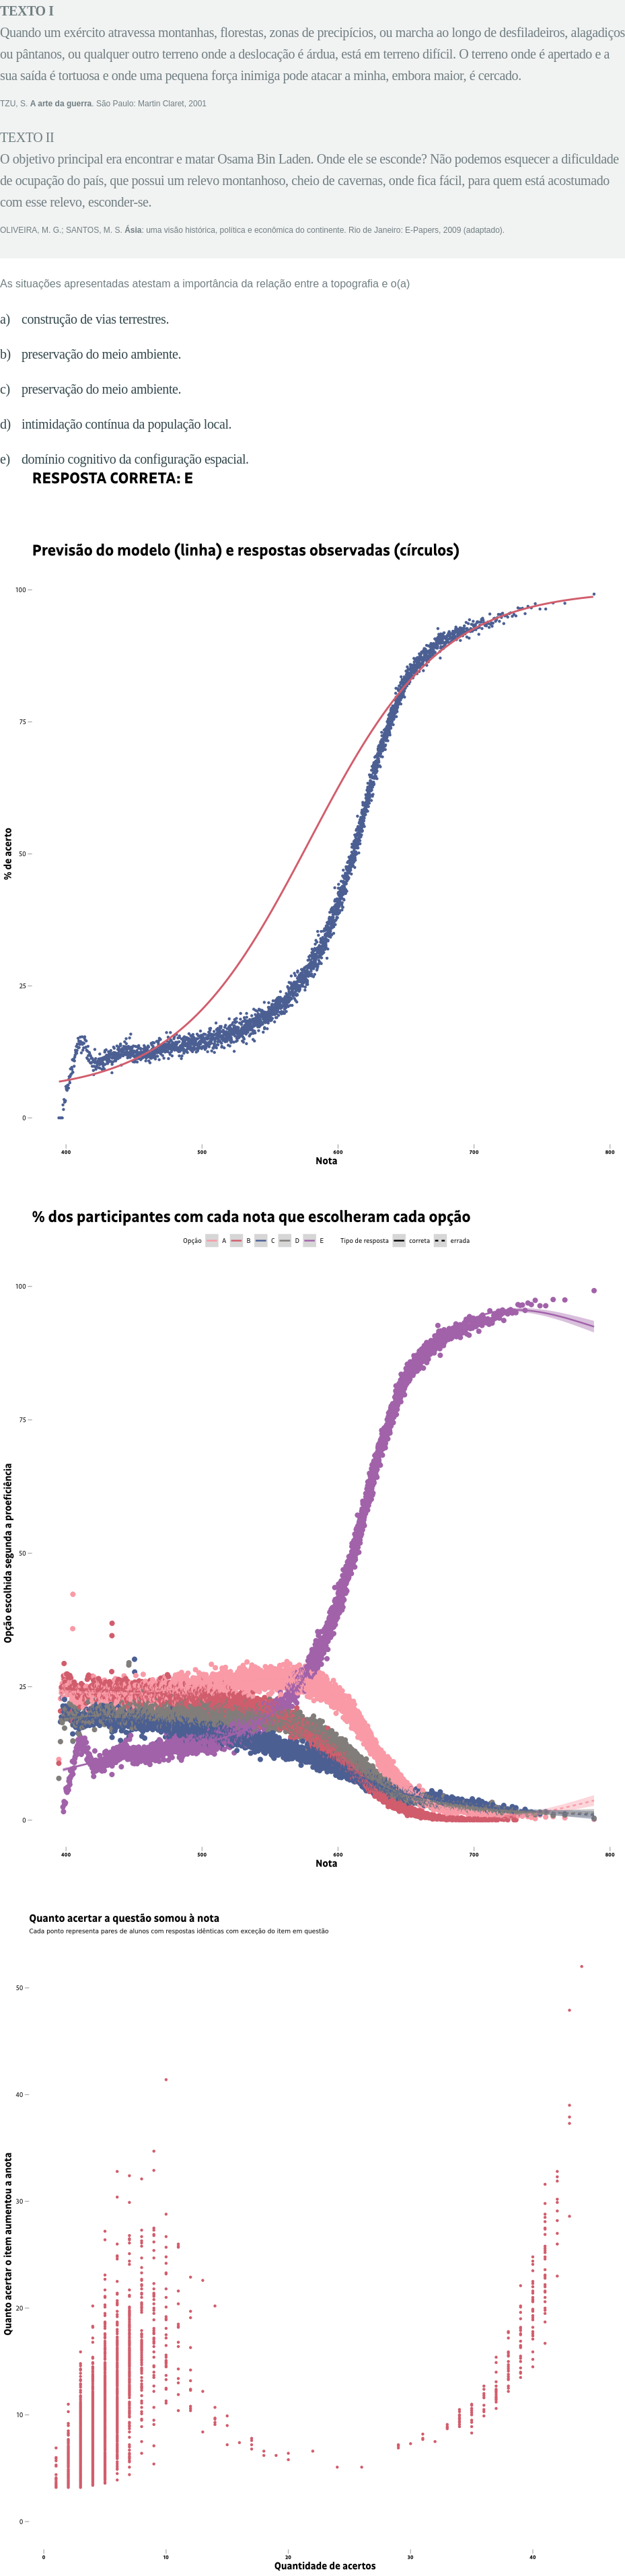 TEXTO I
Quando um exército atravessa montanhas, florestas, zonas de precipícios, ou marcha ao longo de desfiladeiros, alagadiços
ou pântanos, ou qualquer outro terreno onde a deslocação é árdua, está em terreno difícil. O terreno onde é apertado e a
sua saída é tortuosa e onde uma pequena força inimiga pode atacar a minha, embora maior, é cercado.
TZU, S. A arte da guerra. São Paulo: Martin Claret, 2001
TEXTO II
O objetivo principal era encontrar e matar Osama Bin Laden. Onde ele se esconde? Não podemos esquecer a dificuldade
de ocupação do país, que possui um relevo montanhoso, cheio de cavernas, onde fica fácil, para quem está acostumado
com esse relevo, esconder-se.
OLIVEIRA, M. G.; SANTOS, M. S. Ásia: uma visão histórica, política e econômica do continente. Rio de Janeiro: E-Papers, 2009 (adaptado).
As situações apresentadas atestam a importância da relação entre a topografia e o(a)
a) construção de vias terrestres.
b) preservação do meio ambiente.
c) preservação do meio ambiente.
d) intimidação contínua da população local.
e) domínio cognitivo da configuração espacial.
RESPOSTA CORRETA: E
Previsão do modelo (linha) e respostas observadas (círculos)
% de acerto
100
75
50
25
0
400 500 600 700 800
Nota
% dos participantes com cada nota que escolheram cada opção
Opção A B C D E Tipo de resposta correta errada
Opção escolhida segunda a proeficiência
100
75
50
25
0
400 500 600 700 800
Nota
Quanto acertar a questão somou à nota
Cada ponto representa pares de alunos com respostas idênticas com exceção do item em questão
Quanto acertar o item aumentou a anota
50
40
30
20
10
0
0 10 20 30 40
Quantidade de acertos